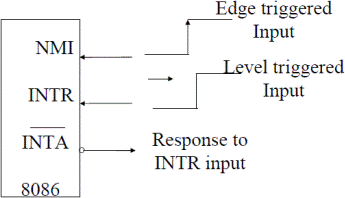 Edge triggered
Input
NMI
Level triggered
Input
INTR
INTA
Response to
INTR input
8086